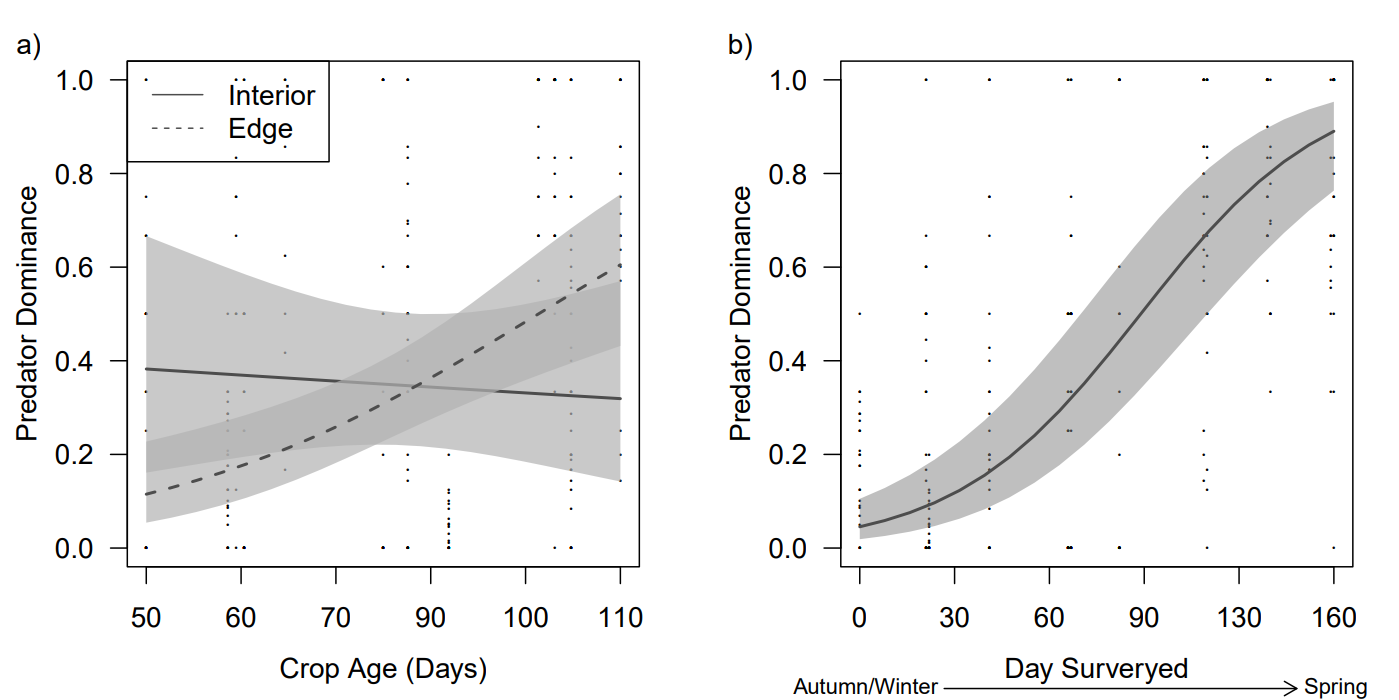 a)
Interior
Edge
1.0
0.8
0.6
0.4
0.2
0.0
Predator Dominance
50 60 70 90 100 110
Crop Age (Days)
b)
1.0
0.8
0.6
0.4
0.2
0.0
Predator Dominance
0 30 60 90 130 160
Day Surveryed
Autumn/Winter Spring